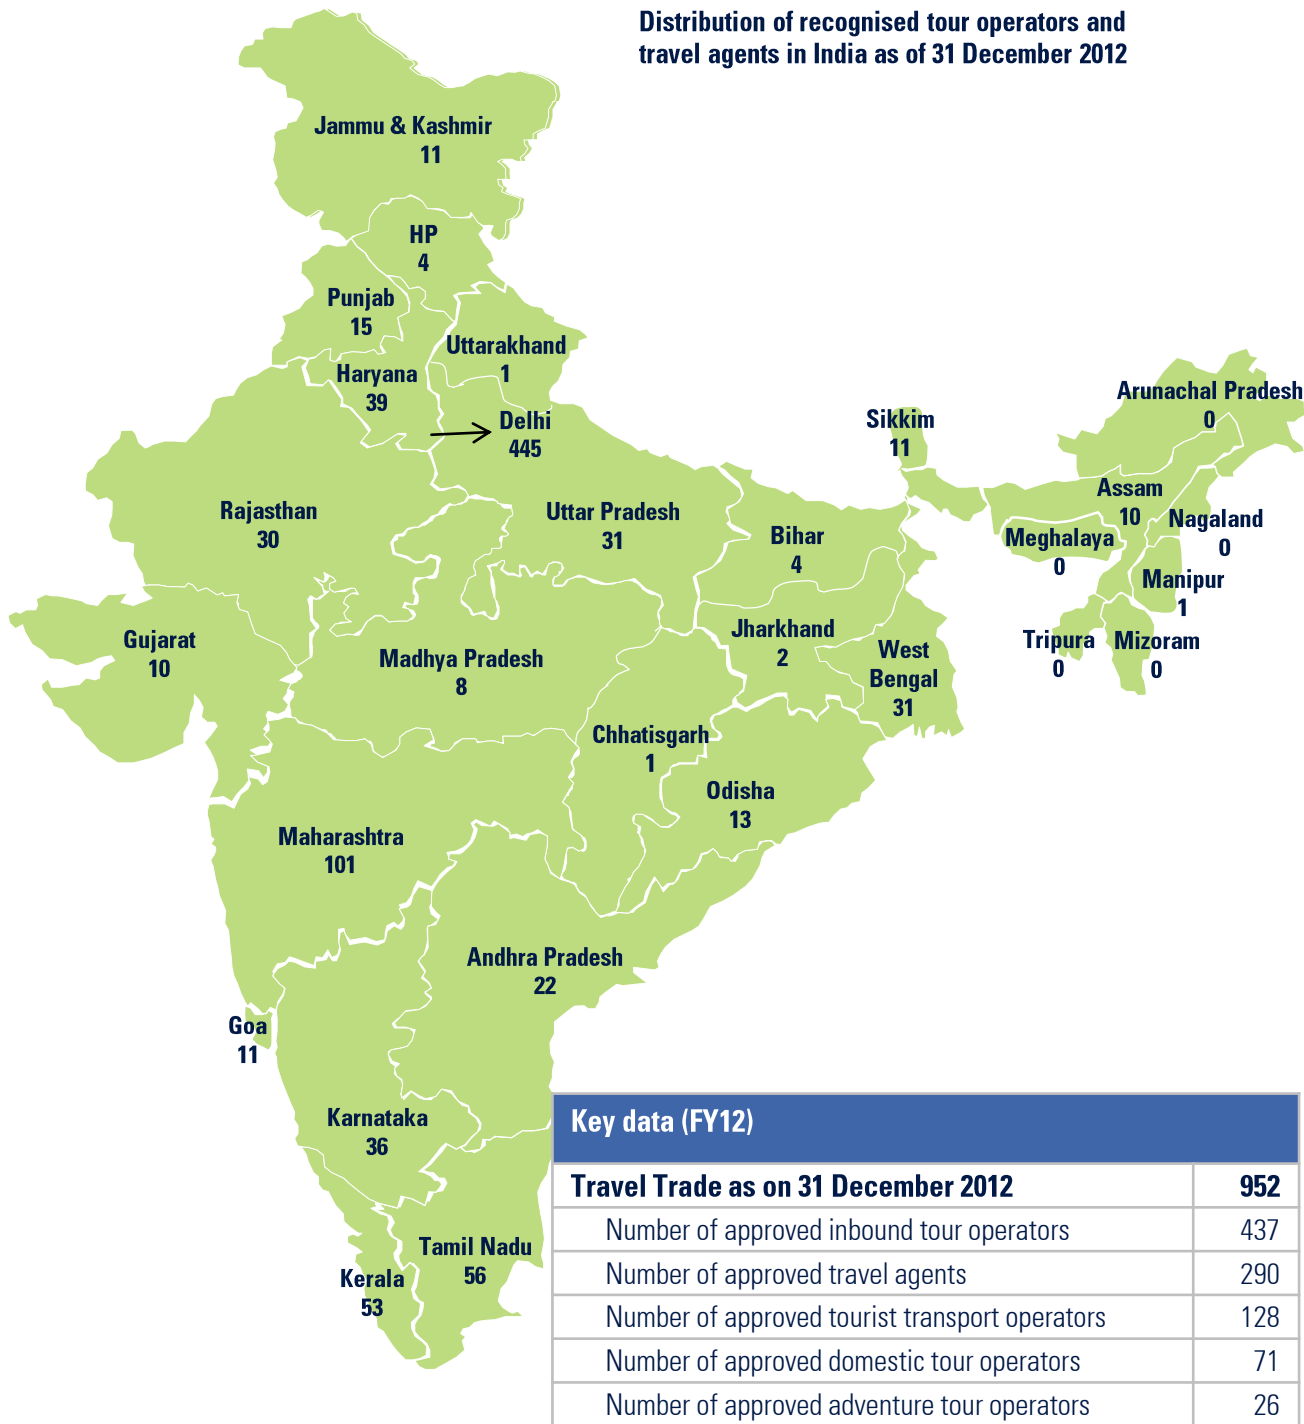 Distribution of recognised tour operators and
travel agents in India as of 31 December 2012
Jammu & Kashmir
11
HP
4
Punjab
15
Uttarakhand
1
Haryana
39
Delhi
445
Sikkim
11
Arunachal Pradesh
0
Assam
10
Nagaland
0
Meghalaya
0
Manipur
1
Tripura
0
Mizoram
0
Rajasthan
30
Uttar Pradesh
31
Bihar
4
Gujarat
10
Madhya Pradesh
8
Jharkhand
2
West
Bengal
31
Chhatisgarh
1
Odisha
13
Maharashtra
101
Andhra Pradesh
22
Goa
11
Karnataka
36
Tamil Nadu
56
Kerala
53
Key data (FY12)
Travel Trade as on 31 December 2012 952
Number of approved inbound tour operators 437
Number of approved travel agents 290
Number of approved tourist transport operators 128
Number of approved domestic tour operators 71
Number of approved adventure tour operators 26